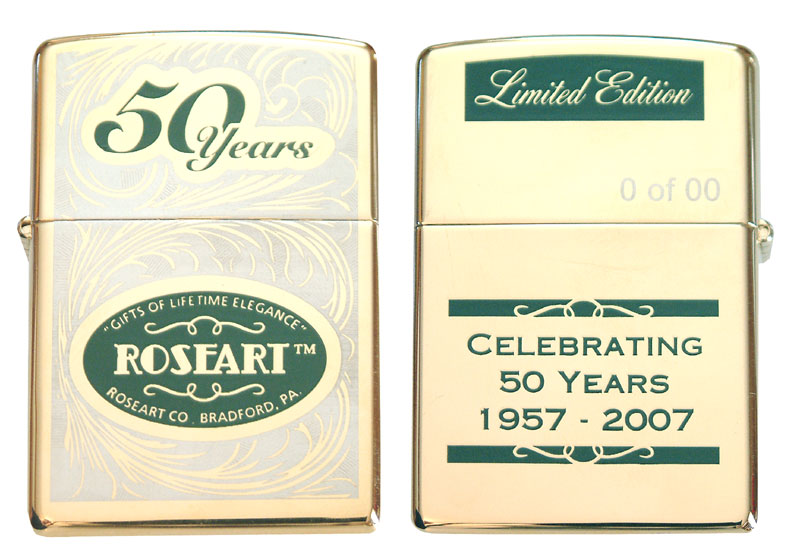 50
Years
"GIFTS OF LIFETIME ELEGANCE"
ROSEART™
ROSEART CO. BRADFORD, PA.
Limited Edition
0 of 00
CELEBRATING
50 YEARS
1957 - 2007